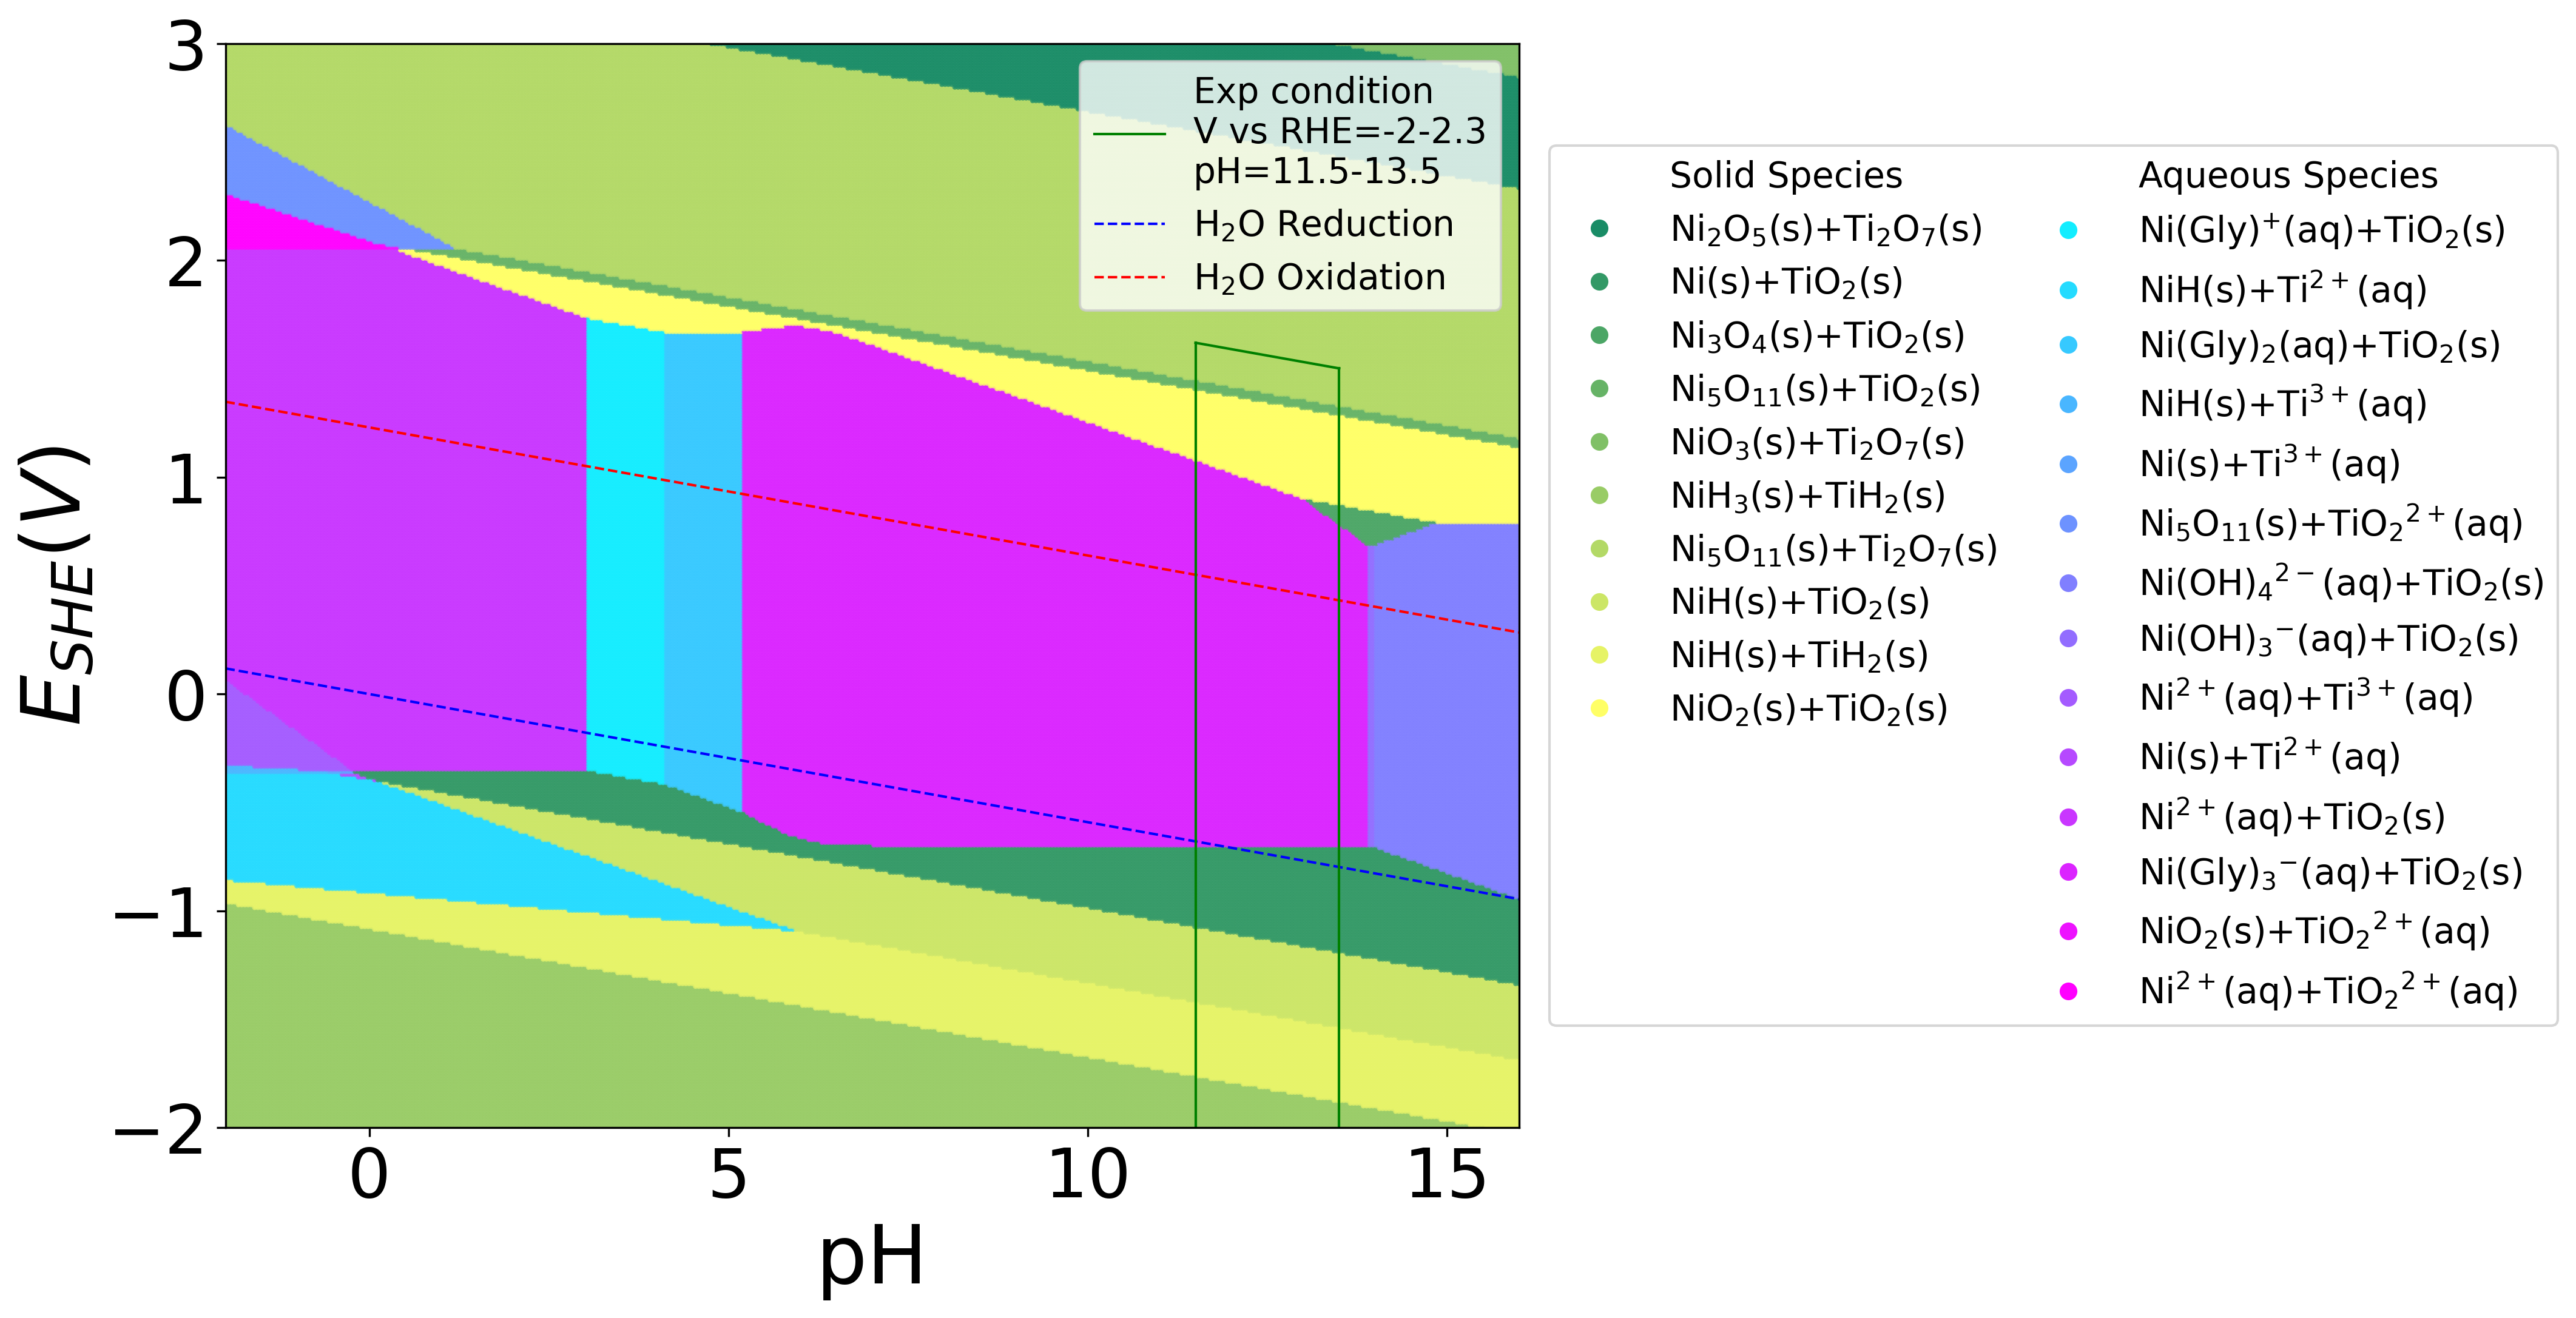 3
2
1
0
−1
−2
E_SHE(V)
0
5
10
15
pH
Exp condition
V vs RHE=-2-2.3
pH=11.5-13.5
H₂O Reduction
H₂O Oxidation
Solid Species
Ni₂O₅(s)+Ti₂O₇(s)
Ni(s)+TiO₂(s)
Ni₃O₄(s)+TiO₂(s)
Ni₅O₁₁(s)+TiO₂(s)
NiO₃(s)+Ti₂O₇(s)
NiH₃(s)+TiH₂(s)
Ni₅O₁₁(s)+Ti₂O₇(s)
NiH(s)+TiO₂(s)
NiH(s)+TiH₂(s)
NiO₂(s)+TiO₂(s)
Aqueous Species
Ni(Gly)⁺(aq)+TiO₂(s)
NiH(s)+Ti²⁺(aq)
Ni(Gly)₂(aq)+TiO₂(s)
NiH(s)+Ti³⁺(aq)
Ni(s)+Ti³⁺(aq)
Ni₅O₁₁(s)+TiO₂²⁺(aq)
Ni(OH)₄²⁻(aq)+TiO₂(s)
Ni(OH)₃⁻(aq)+TiO₂(s)
Ni²⁺(aq)+Ti³⁺(aq)
Ni(s)+Ti²⁺(aq)
Ni²⁺(aq)+TiO₂(s)
Ni(Gly)₃⁻(aq)+TiO₂(s)
NiO₂(s)+TiO₂²⁺(aq)
Ni²⁺(aq)+TiO₂²⁺(aq)